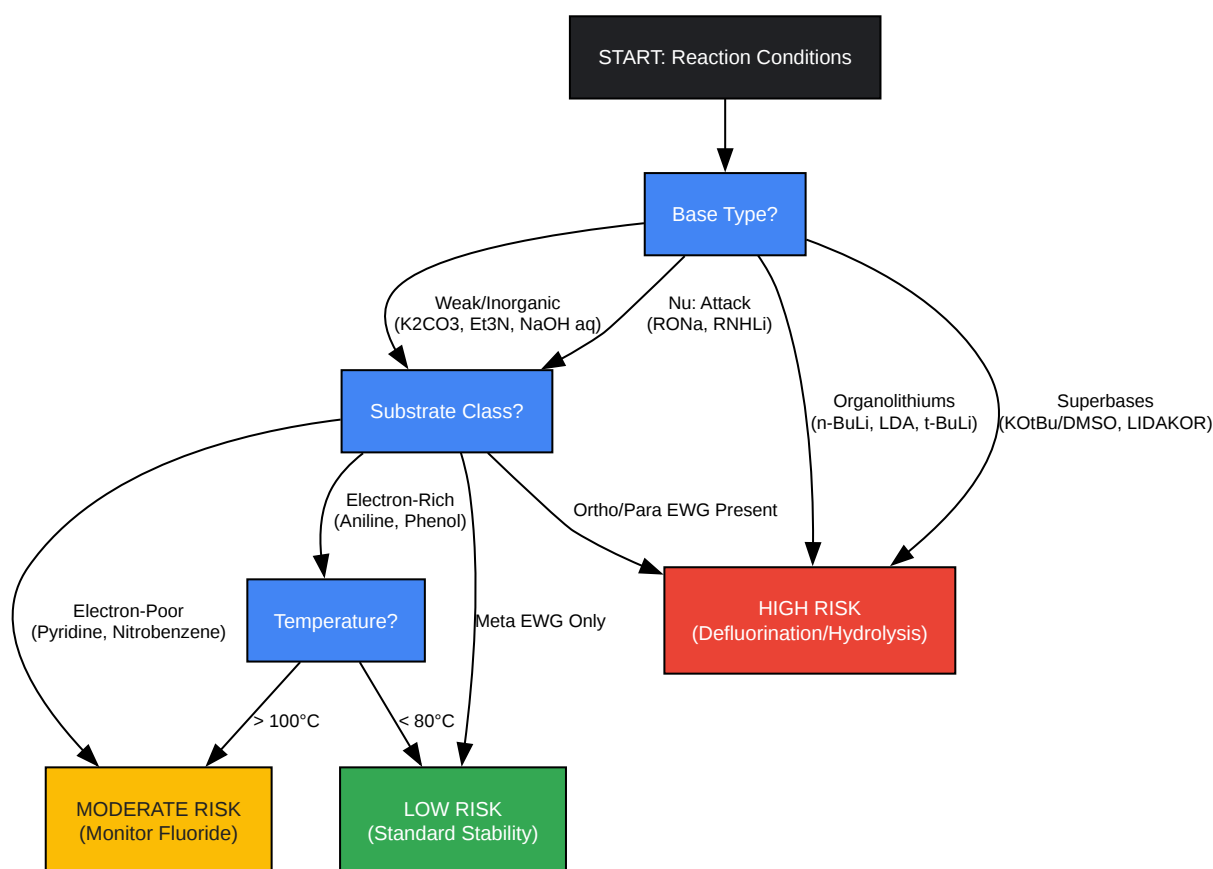 START: Reaction Conditions
Base Type?
Weak/Inorganic
(K2CO3, Et3N, NaOH aq)
Nu: Attack
(RONa, RNHLi)
Organolithiums
(n-BuLi, LDA, t-BuLi)
Superbases
(KOtBu/DMSO, LIDAKOR)
Substrate Class?
Electron-Rich
(Aniline, Phenol)
Ortho/Para EWG Present
Electron-Poor
(Pyridine, Nitrobenzene)
Temperature?
Meta EWG Only
HIGH RISK
(Defluorination/Hydrolysis)
> 100°C
< 80°C
MODERATE RISK
(Monitor Fluoride)
LOW RISK
(Standard Stability)